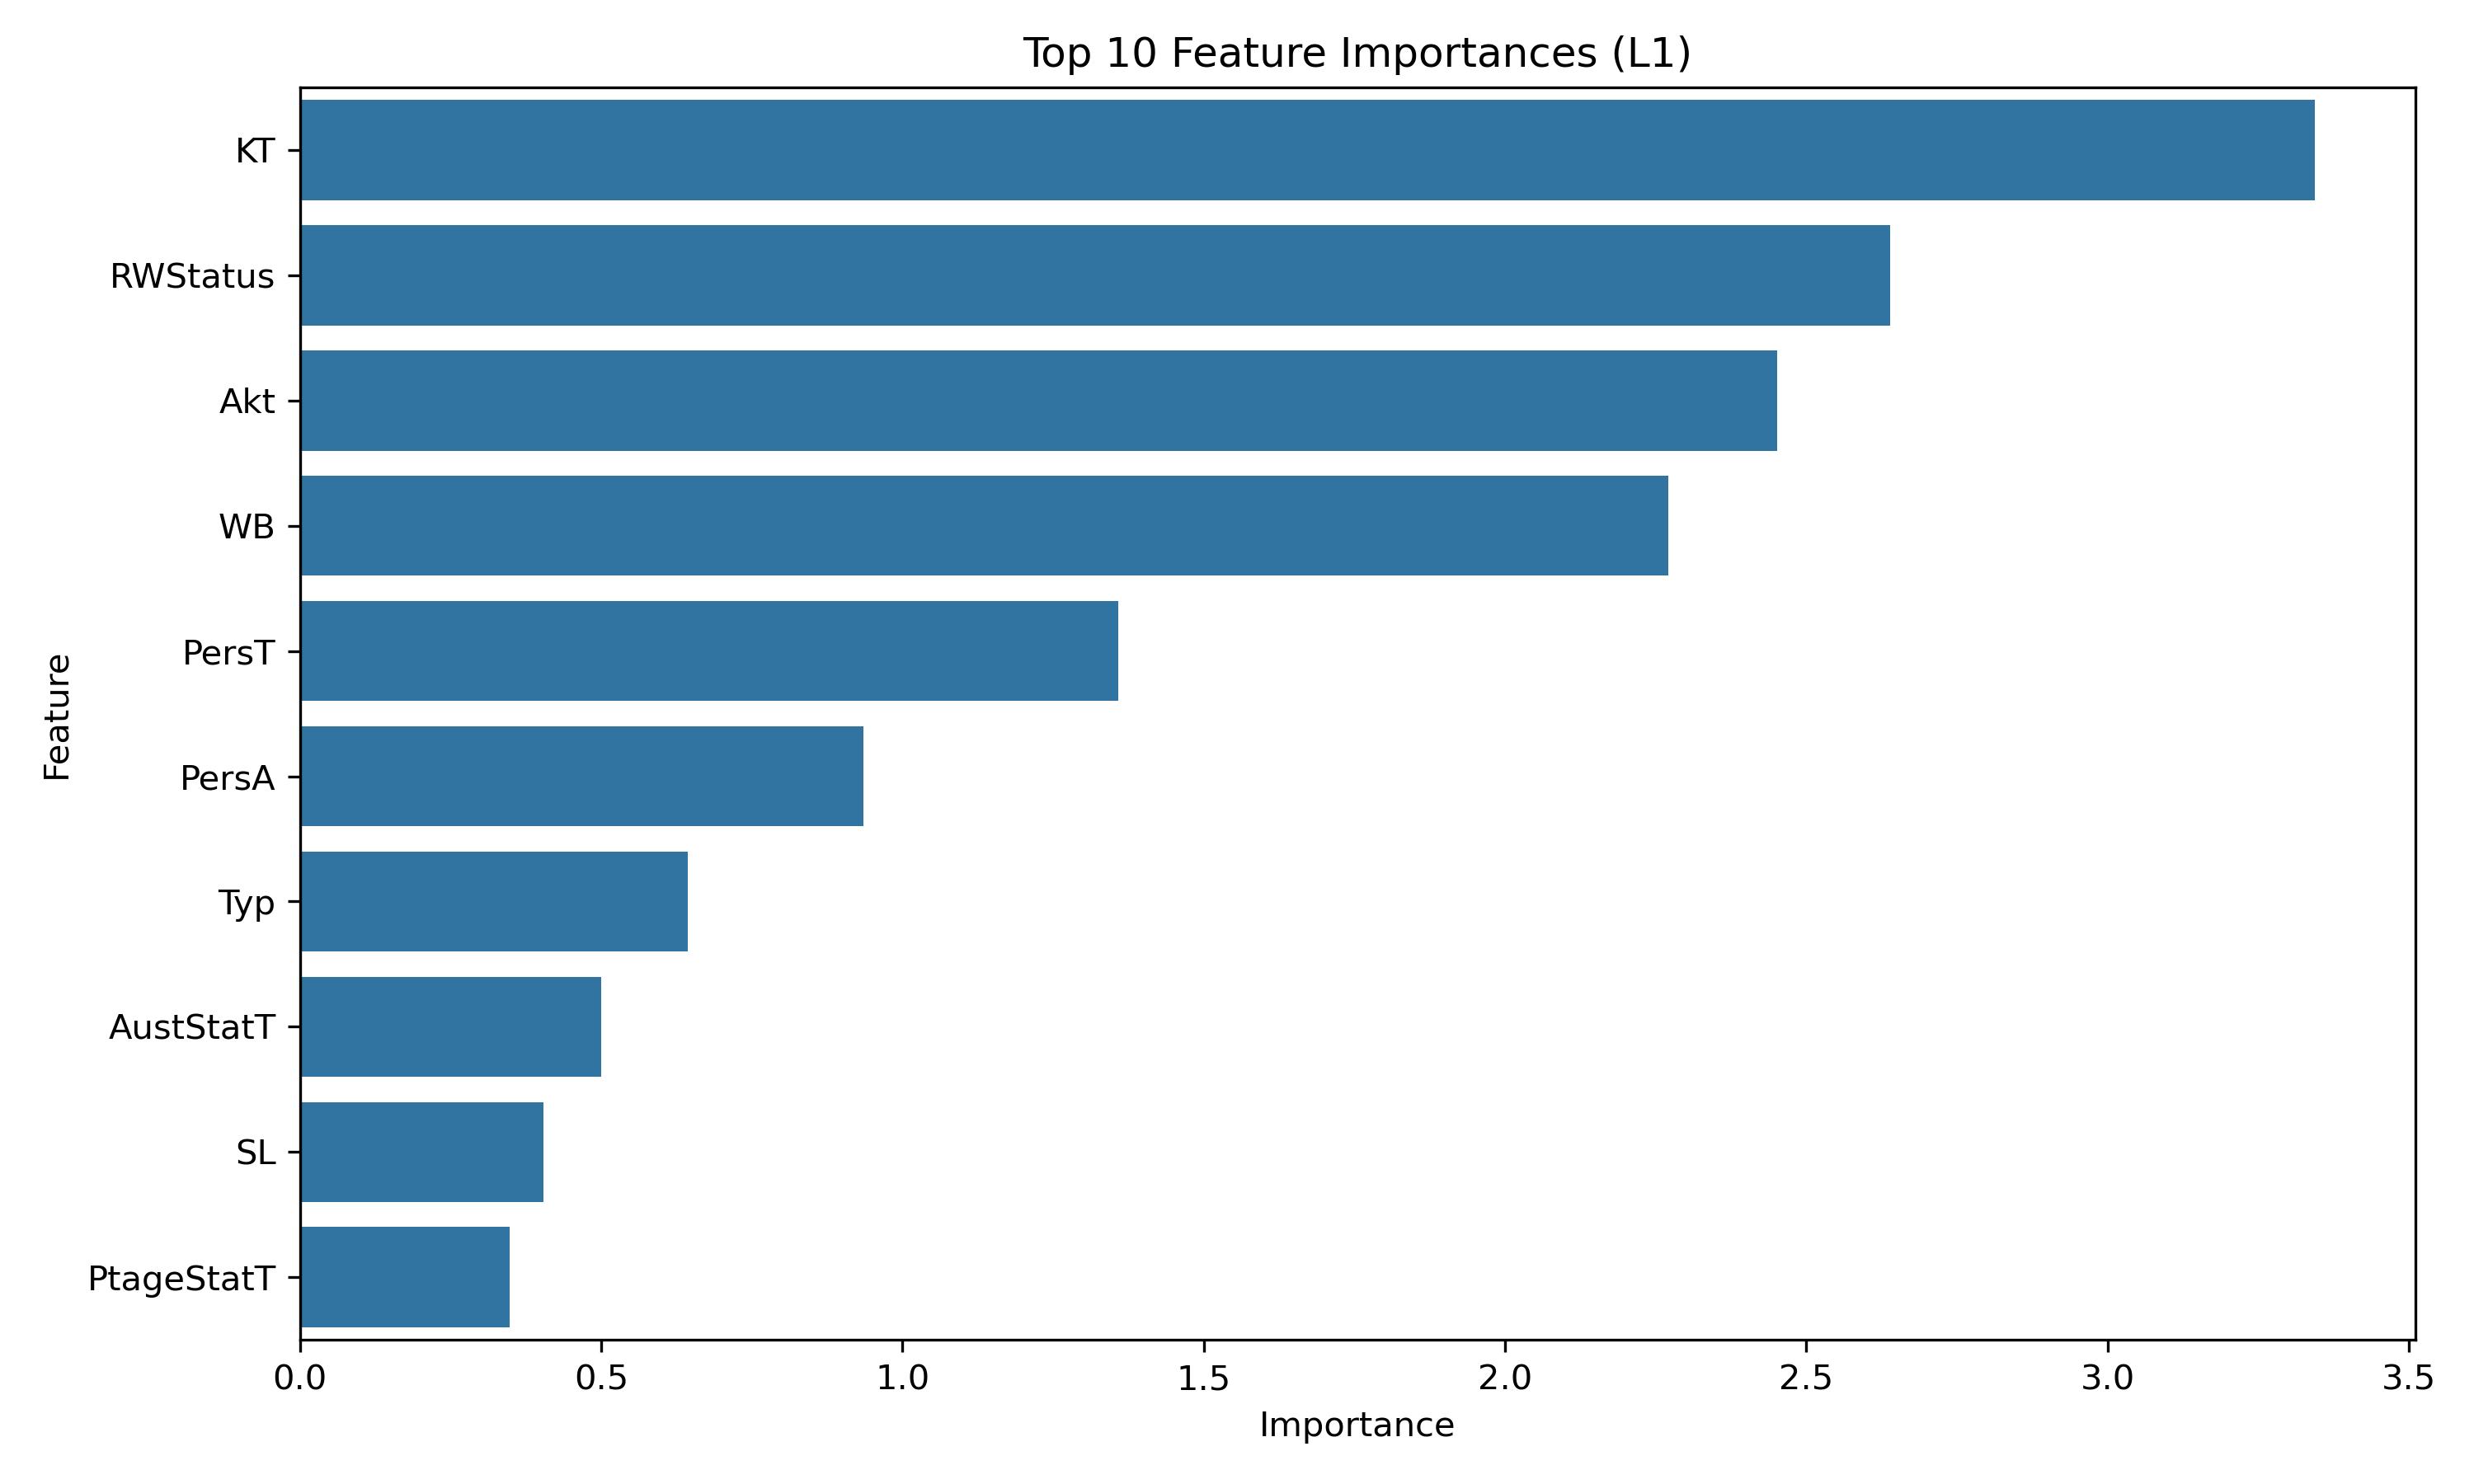 Top 10 Feature Importances (L1)
KT
RWStatus
Akt
WB
PersT
PersA
Typ
AustStatT
SL
PtageStatT
Feature
0.0 0.5 1.0 1.5 2.0 2.5 3.0 3.5
Importance